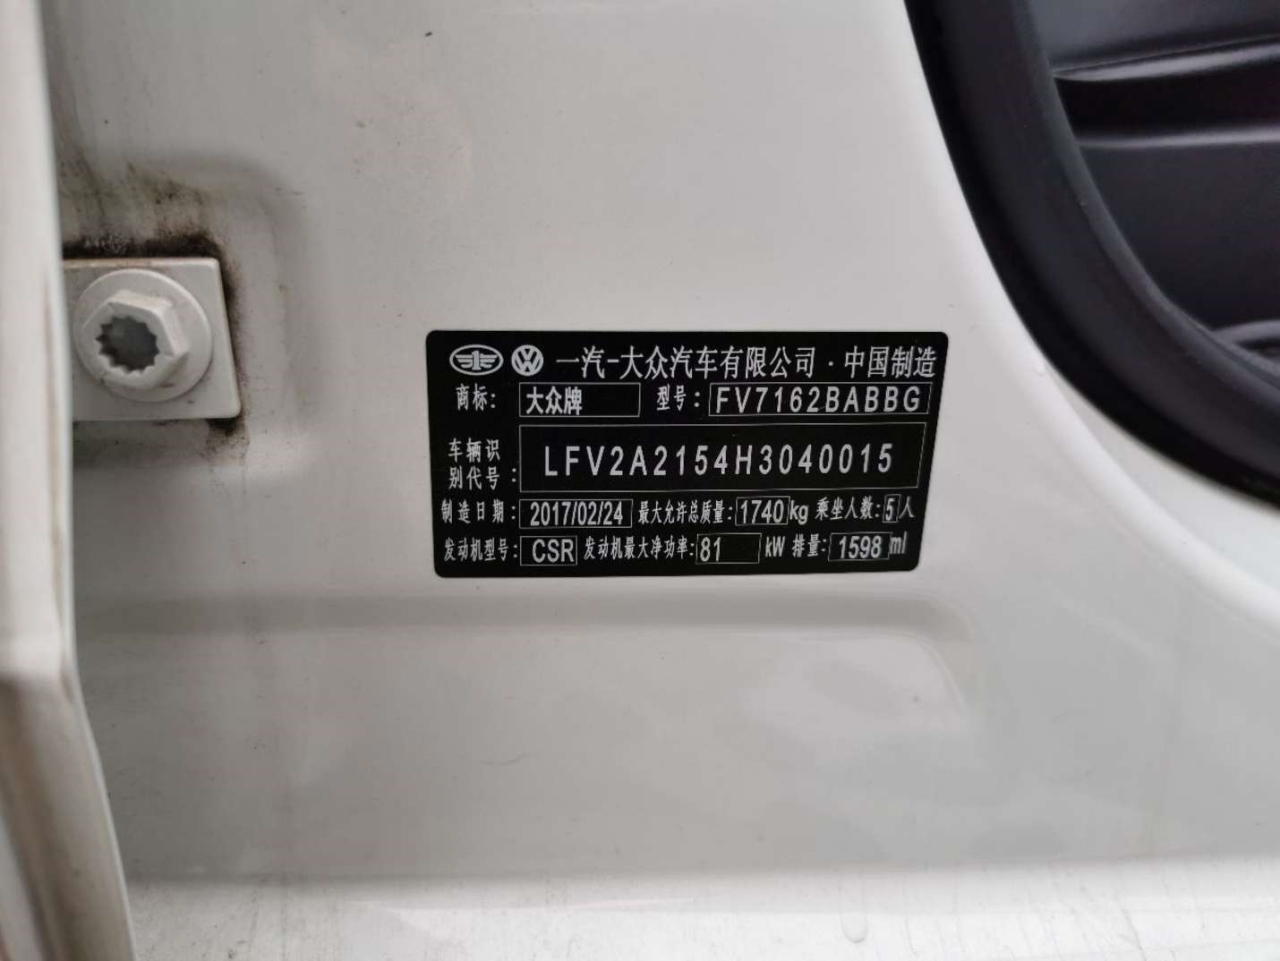 一汽-大众汽车有限公司·中国制造
商标: 大众牌 型号: FV7162BABBG
车辆识别代号: LFV2A2154H3040015
制造日期: 2017/02/24 最大允许总质量: 1740 kg 乘坐人数: 5 人
发动机型号: CSR 发动机最大净功率: 81 kW 排量: 1598 ml